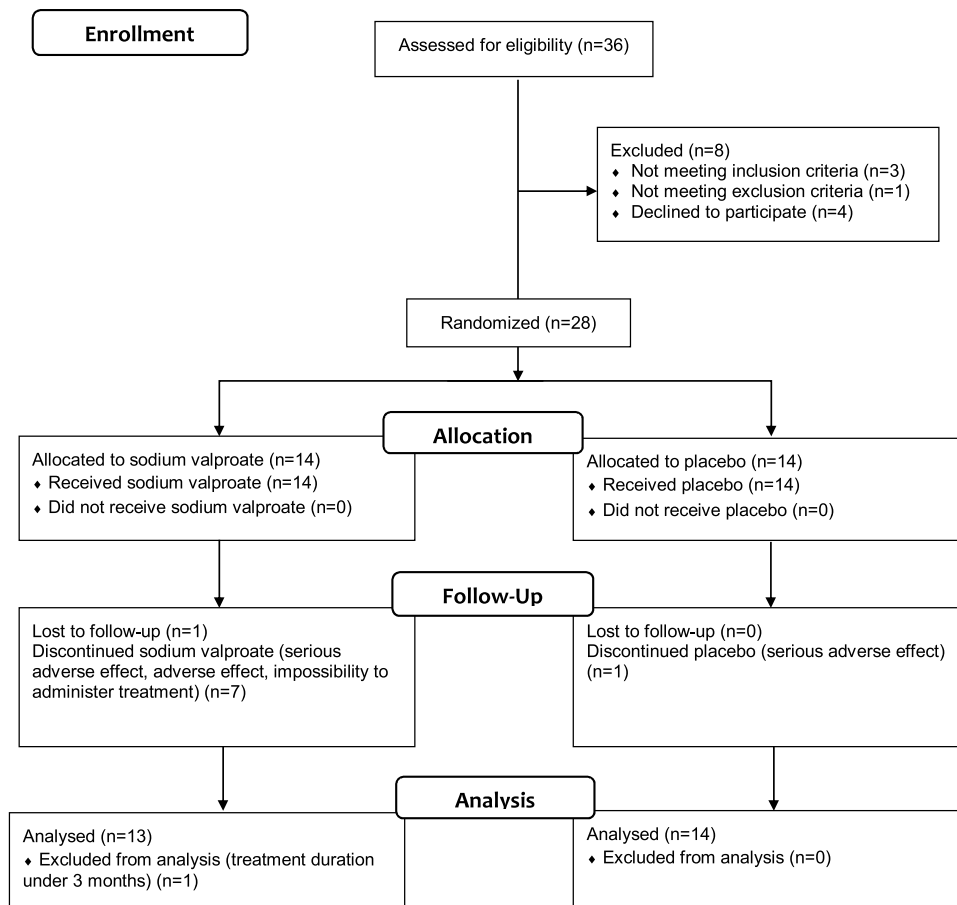 Enrollment
Assessed for eligibility (n=36)
Excluded (n=8)
♦ Not meeting inclusion criteria (n=3)
♦ Not meeting exclusion criteria (n=1)
♦ Declined to participate (n=4)
Randomized (n=28)
Allocation
Allocated to sodium valproate (n=14)
♦ Received sodium valproate (n=14)
♦ Did not receive sodium valproate (n=0)
Allocated to placebo (n=14)
♦ Received placebo (n=14)
♦ Did not receive placebo (n=0)
Follow-Up
Lost to follow-up (n=1)
Discontinued sodium valproate (serious
adverse effect, adverse effect, impossibility to
administer treatment) (n=7)
Lost to follow-up (n=0)
Discontinued placebo (serious adverse effect)
(n=1)
Analysis
Analysed (n=13)
♦ Excluded from analysis (treatment duration
under 3 months) (n=1)
Analysed (n=14)
♦ Excluded from analysis (n=0)